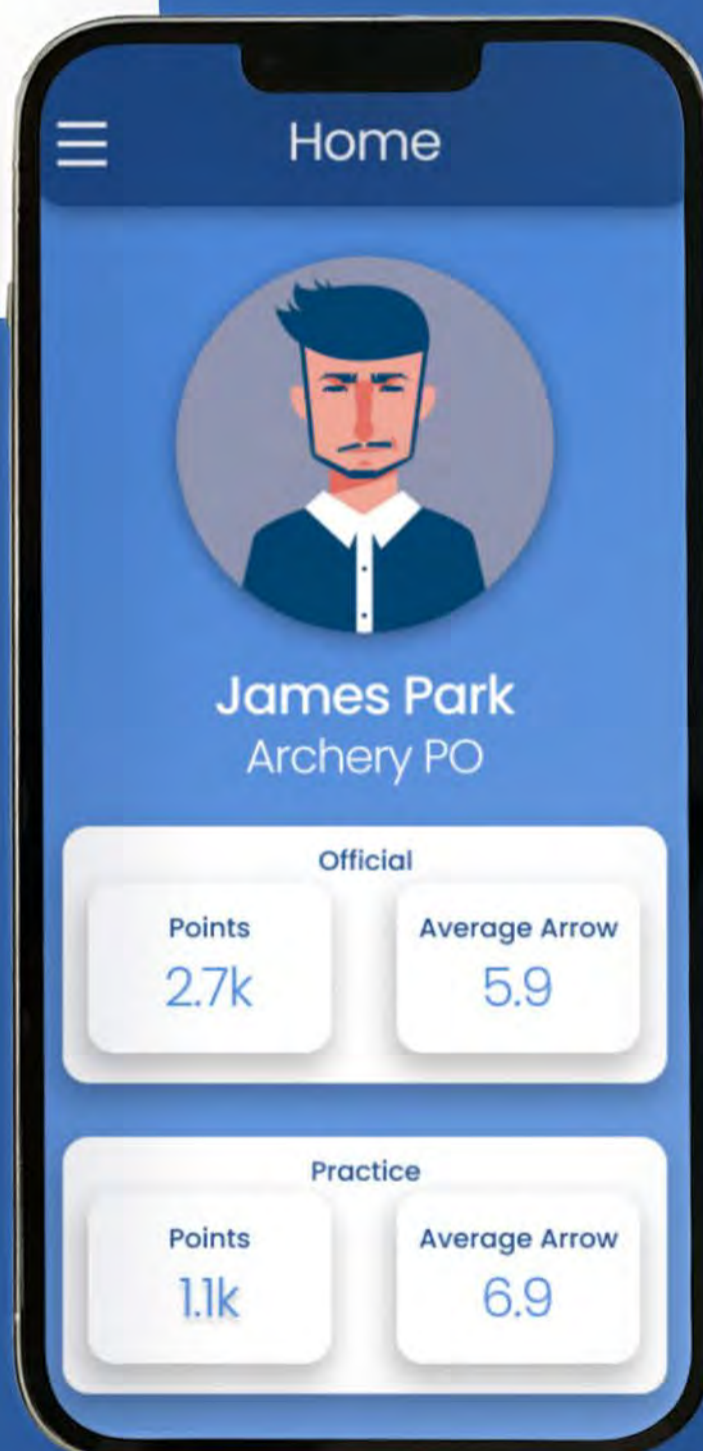 Home
James Park
Archery PO
Official
Points
Average Arrow
2.7k
5.9
Practice
Points
Average Arrow
1.1k
6.9